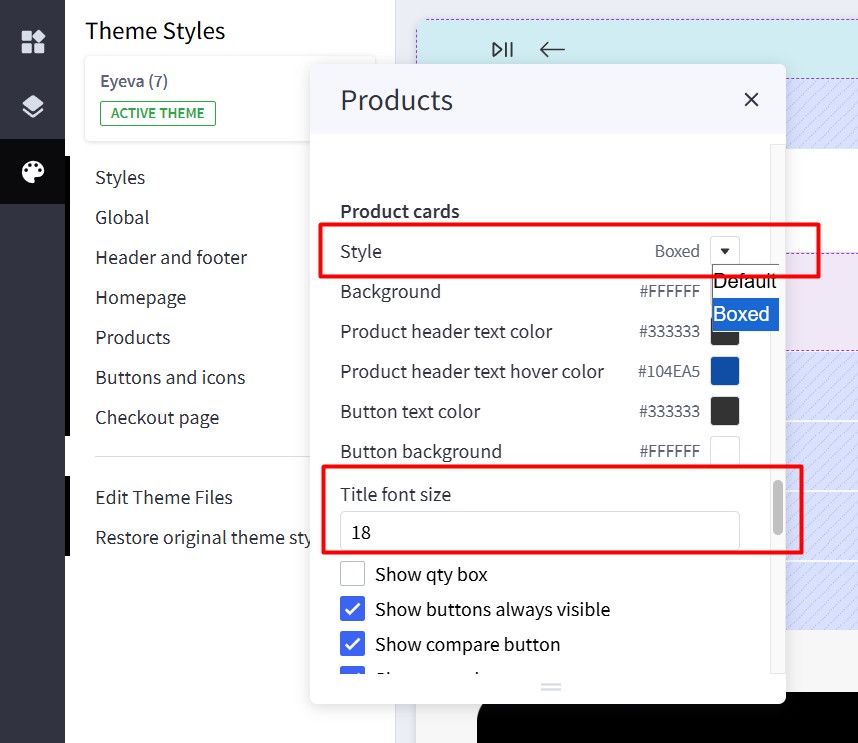 Theme Styles
Eyeva (7)
ACTIVE THEME
Styles
Global
Header and footer
Homepage
Products
Buttons and icons
Checkout page
Edit Theme Files
Restore original theme sty
Products
Product cards
Style Boxed
Default
Boxed
Background #FFFFFF
Product header text color #333333
Product header text hover color #104EA5
Button text color #333333
Button background #FFFFFF
Title font size
18
Show qty box
Show buttons always visible
Show compare button